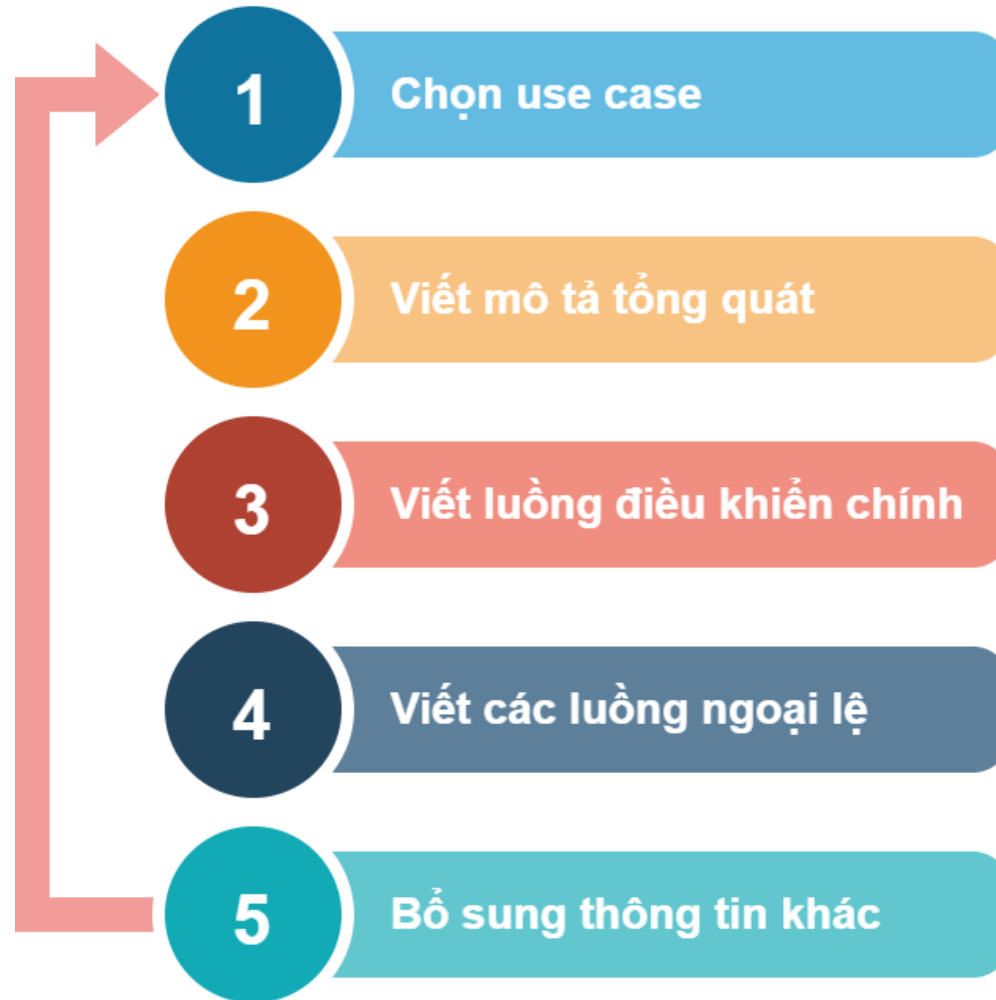 1
Chọn use case
2
Viết mô tả tổng quát
3
Viết luồng điều khiển chính
4
Viết các luồng ngoại lệ
5
Bổ sung thông tin khác